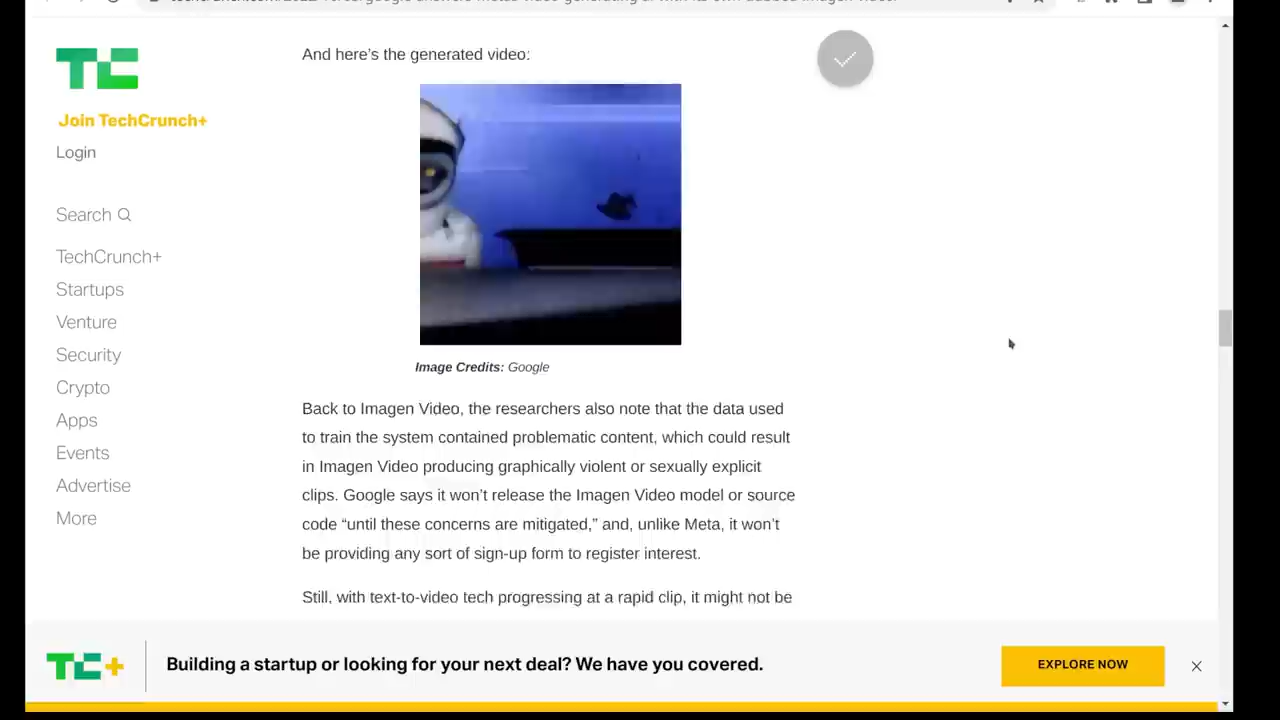 TC
Join TechCrunch+
Login
Search
TechCrunch+
Startups
Venture
Security
Crypto
Apps
Events
Advertise
More
And here's the generated video:
Image Credits: Google
Back to Imagen Video, the researchers also note that the data used
to train the system contained problematic content, which could result
in Imagen Video producing graphically violent or sexually explicit
clips. Google says it won't release the Imagen Video model or source
code “until these concerns are mitigated,” and, unlike Meta, it won't
be providing any sort of sign-up form to register interest.
Still, with text-to-video tech progressing at a rapid clip, it might not be
TC+
Building a startup or looking for your next deal? We have you covered.
EXPLORE NOW